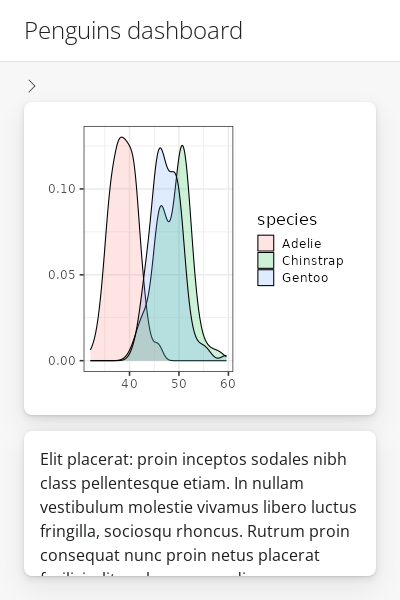 Penguins dashboard
0.10
0.05
0.00
40 50 60
species
Adelie
Chinstrap
Gentoo
Elit placerat: proin inceptos sodales nibh
class pellentesque etiam. In nullam
vestibulum molestie vivamus libero luctus
fringilla, sociosqu rhoncus. Rutrum proin
consequat nunc proin netus placerat